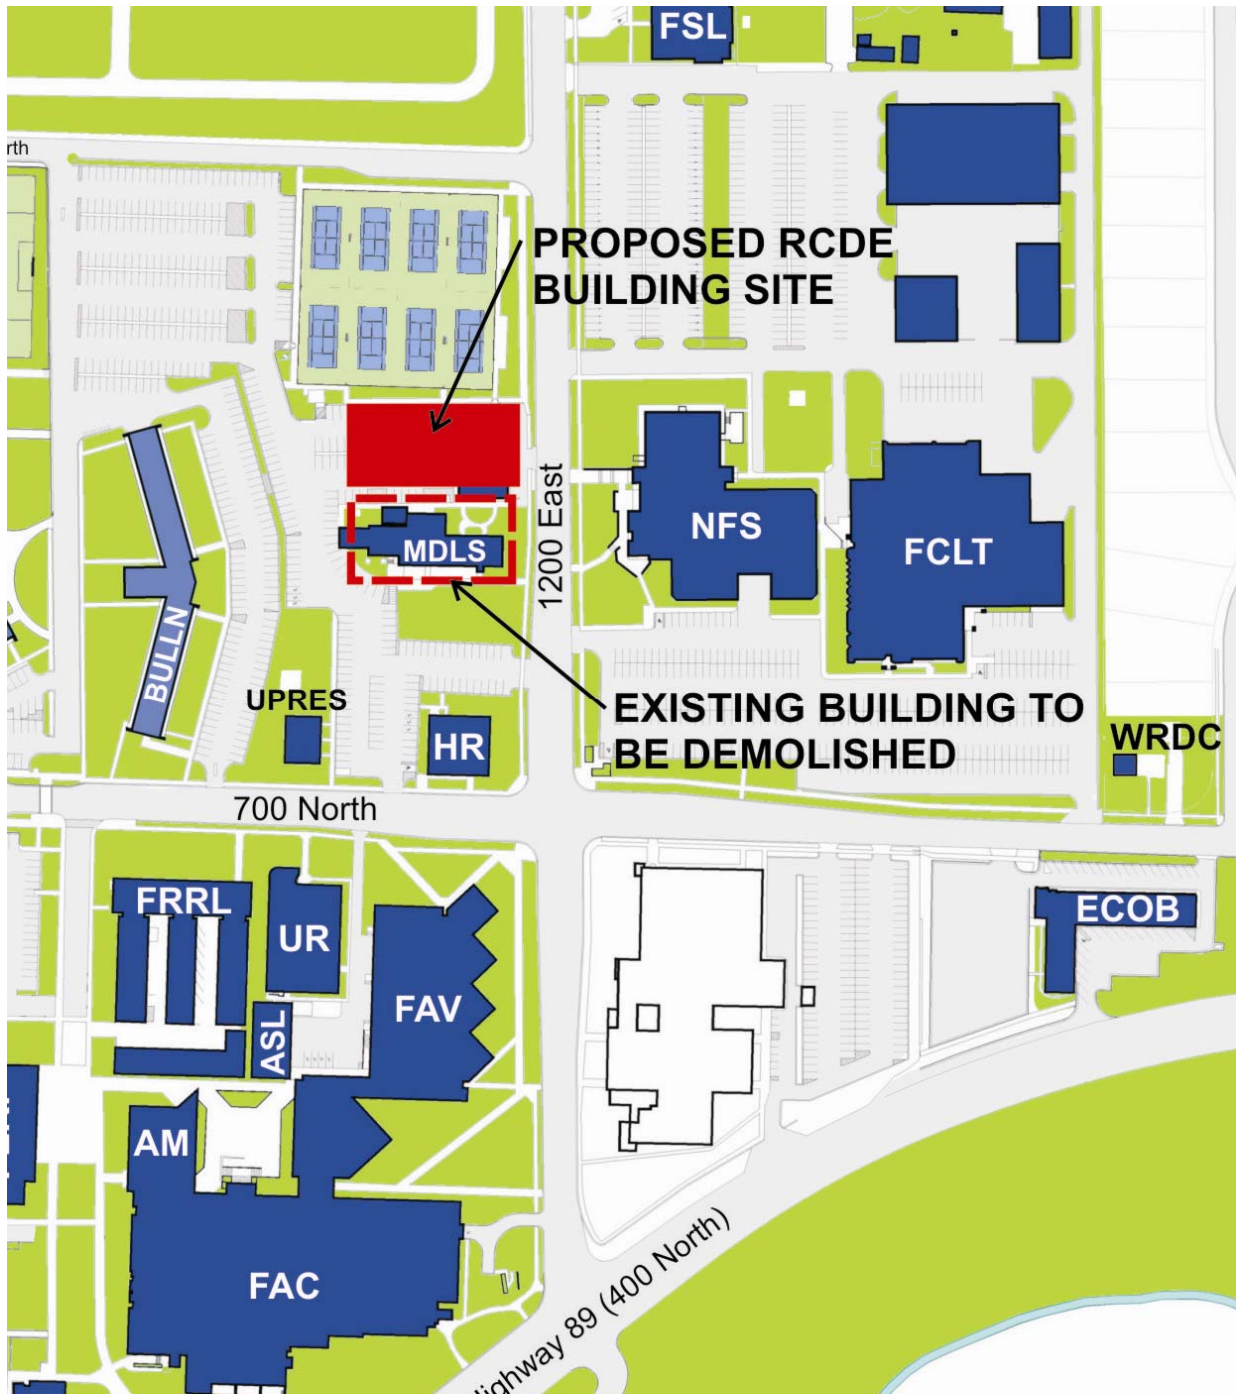 FSL
rth
PROPOSED RCDE
BUILDING SITE
1200 East
NFS
FCLT
MDLS
BULLN
UPRES
HR
EXISTING BUILDING TO
BE DEMOLISHED
WRDC
700 North
FRRL
UR
ECOB
FAV
ASL
AM
FAC
Highway 89 (400 North)